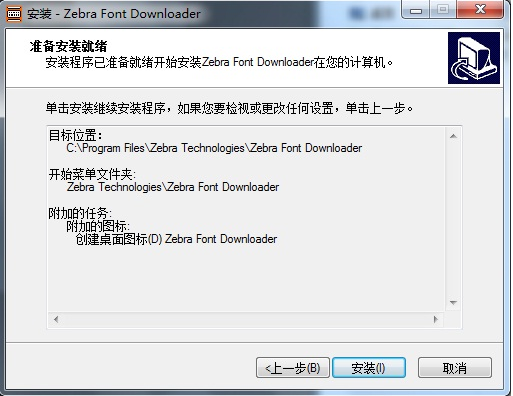 安装 - Zebra Font Downloader
准备安装就绪
安装程序已准备就绪开始安装Zebra Font Downloader在您的计算机。
单击安装继续安装程序，如果您要检视或更改任何设置，单击上一步。
目标位置：
C:\Program Files\Zebra Technologies\Zebra Font Downloader
开始菜单文件夹:
Zebra Technologies\Zebra Font Downloader
附加的任务:
附加的图标:
创建桌面图标(D) Zebra Font Downloader
<上一步(B)
安装(I)
取消